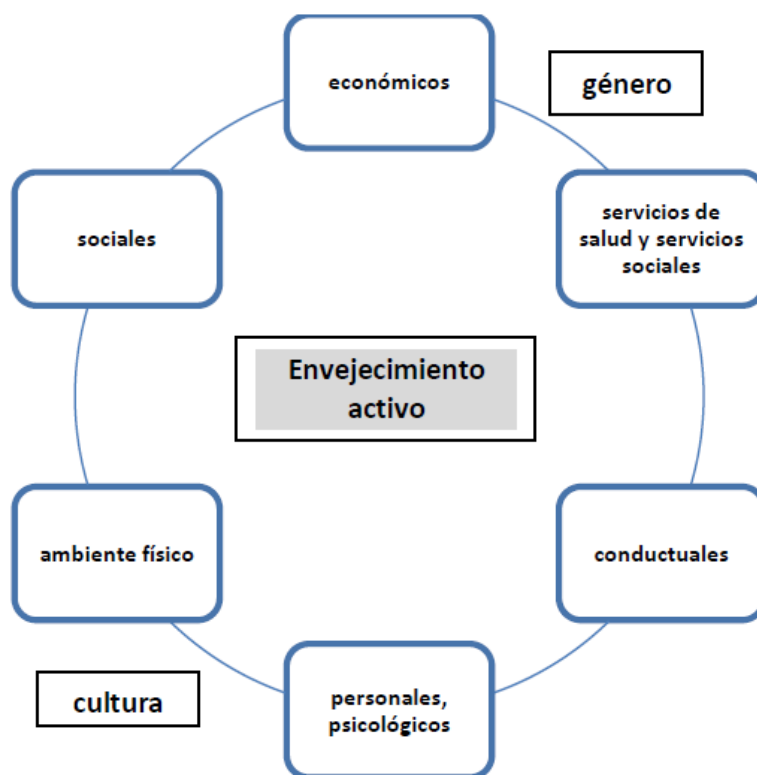 económicos
género
sociales
servicios de
salud y servicios
sociales
Envejecimiento
activo
ambiente físico
conductuales
cultura
personales,
psicológicos